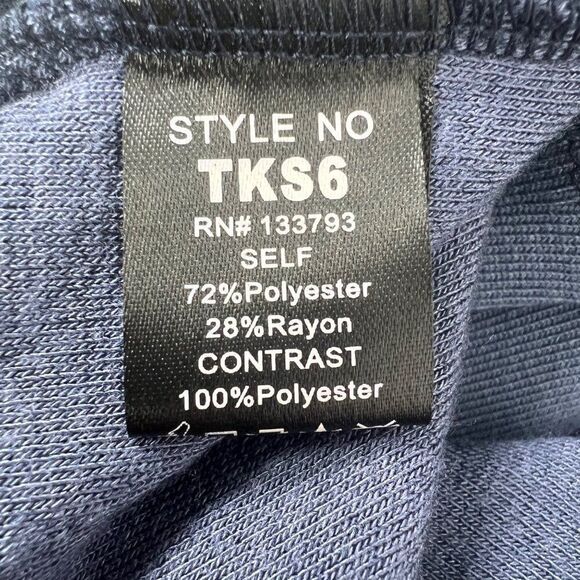 STYLE NO
TKS6
RN# 133793
SELF
72%Polyester
28%Rayon
CONTRAST
100%Polyester